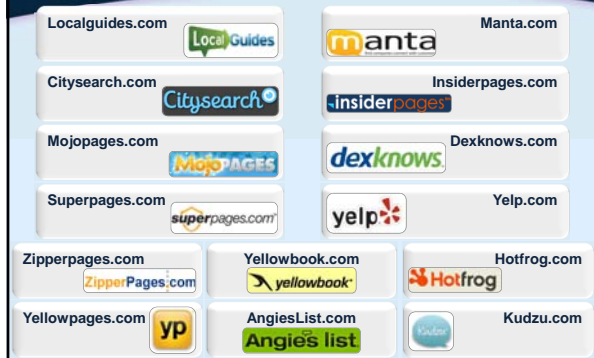 Localguides.com
Local Guides
Manta.com
manta
Citysearch.com
Citysearch
Insiderpages.com
insiderpages
Mojopages.com
MojoPAGES
Dexknows.com
dexknows
Superpages.com
superpages.com
Yelp.com
yelp
Zipperpages.com
ZipperPages.com
Yellowbook.com
yellowbook
Hotfrog.com
Hotfrog
Yellowpages.com
yp
AngiesList.com
Angie's list
Kudzu.com
Kudzu